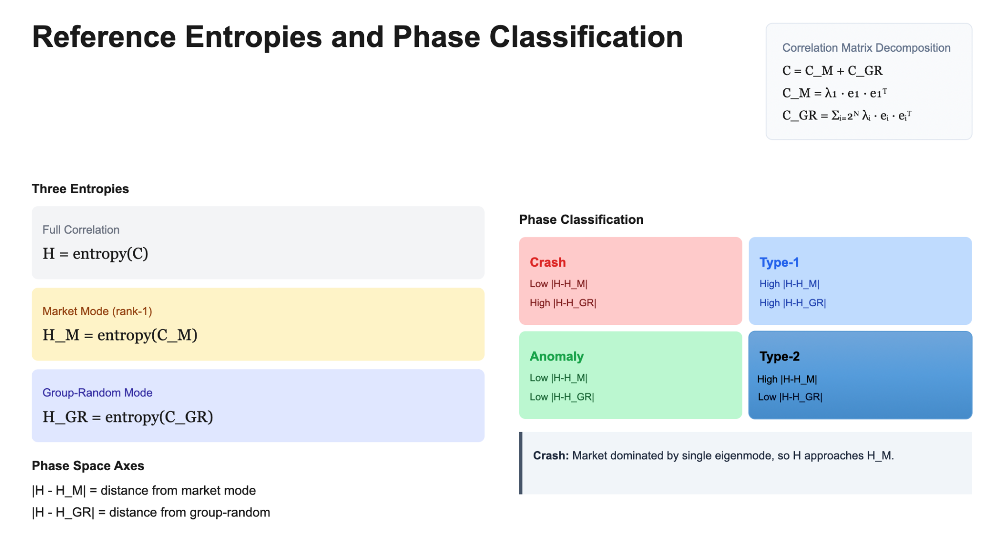 Reference Entropies and Phase Classification
Correlation Matrix Decomposition
C = C_M + C_GR
C_M = λ₁ · e₁ · e₁ᵀ
C_GR = Σᵢ₌₂ᴺ λᵢ · eᵢ · eᵢᵀ
Three Entropies
Full Correlation
H = entropy(C)
Market Mode (rank-1)
H_M = entropy(C_M)
Group-Random Mode
H_GR = entropy(C_GR)
Phase Space Axes
|H - H_M| = distance from market mode
|H - H_GR| = distance from group-random
Phase Classification
Crash
Low |H-H_M|
High |H-H_GR|
Type-1
High |H-H_M|
High |H-H_GR|
Anomaly
Low |H-H_M|
Low |H-H_GR|
Type-2
High |H-H_M|
Low |H-H_GR|
Crash: Market dominated by single eigenmode, so H approaches H_M.